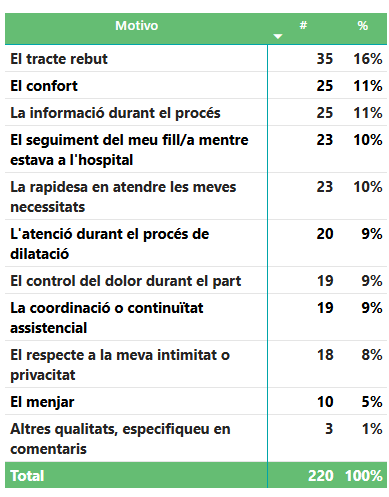 Motivo # %
El tracte rebut 35 16%
El confort 25 11%
La informació durant el procés 25 11%
El seguiment del meu fill/a mentre
estava a l'hospital 23 10%
La rapidesa en atendre les meves
necessitats 23 10%
L'atenció durant el procés de
dilatació 20 9%
El control del dolor durant el part 19 9%
La coordinació o continuïtat
assistencial 19 9%
El respecte a la meva intimitat o
privacitat 18 8%
El menjar 10 5%
Altres qualitats, especifiqueu en
comentaris 3 1%
Total 220 100%